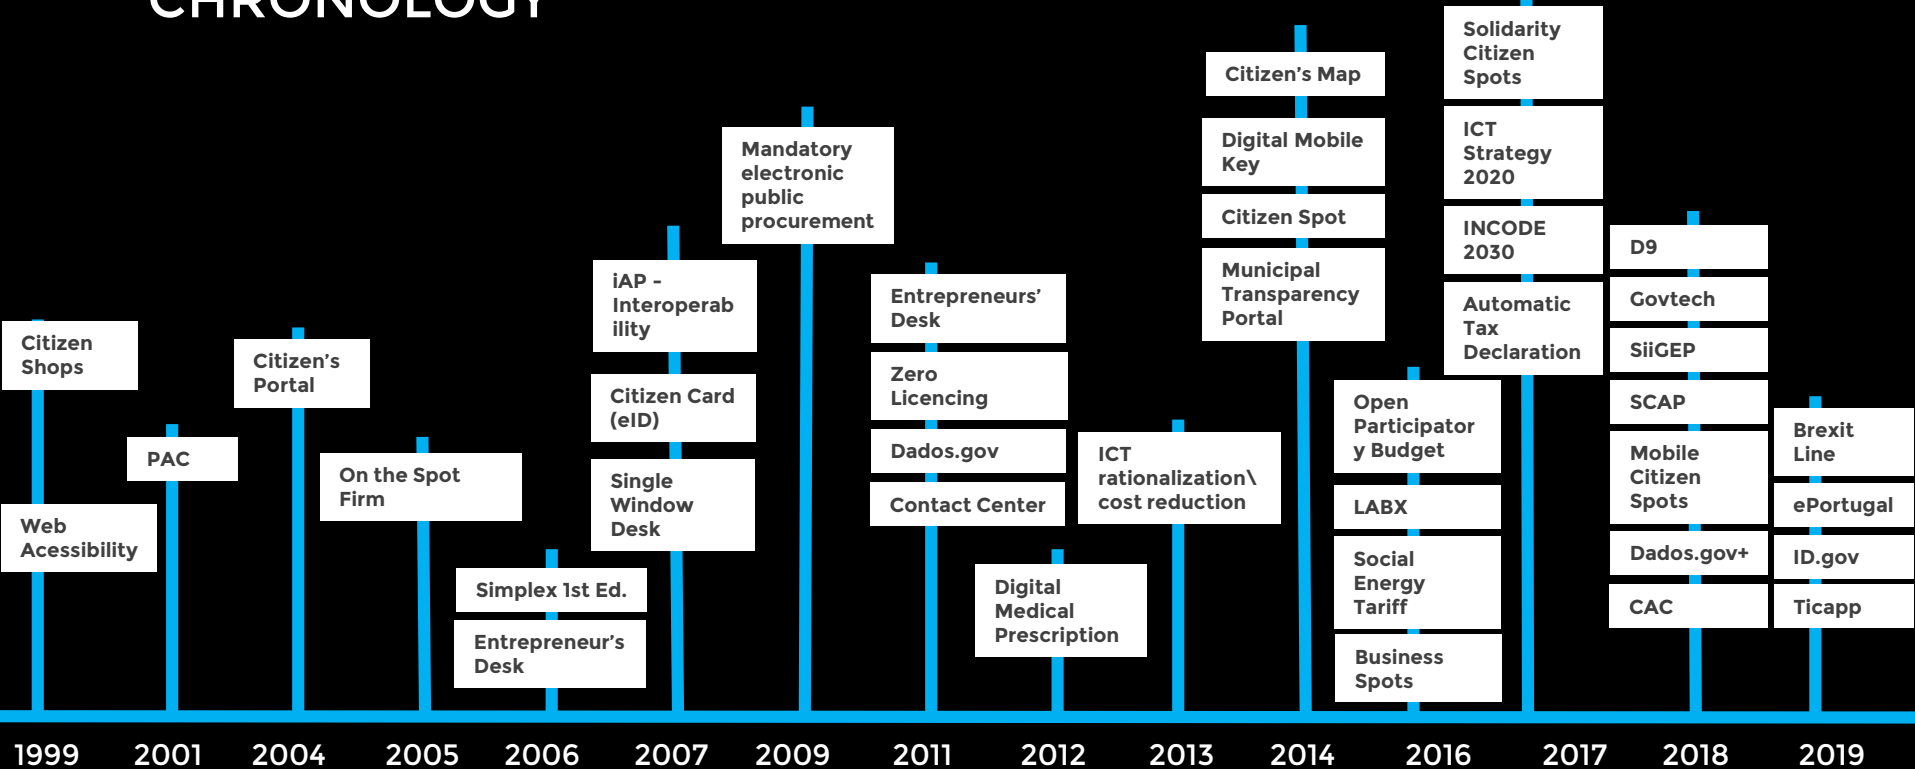 CHRONOLOGY
Citizen
Shops
Web
Acessibility
PAC
Citizen's
Portal
On the Spot
Firm
Simplex 1st Ed.
Entrepreneur's
Desk
iAP -
Interoperab
ility
Citizen Card
(eID)
Single
Window
Desk
Mandatory
electronic
public
procurement
Entrepreneurs'
Desk
Zero
Licencing
Dados.gov
Contact Center
Digital
Medical
Prescription
ICT
rationalization\
cost reduction
Citizen's Map
Digital Mobile
Key
Citizen Spot
Municipal
Transparency
Portal
Open
Participator
y Budget
LABX
Social
Energy
Tariff
Business
Spots
Solidarity
Citizen
Spots
ICT
Strategy
2020
INCODE
2030
Automatic
Tax
Declaration
D9
Govtech
SiiGEP
SCAP
Mobile
Citizen
Spots
Dados.gov+
CAC
Brexit
Line
ePortugal
ID.gov
Ticapp
1999 2001 2004 2005 2006 2007 2009 2011 2012 2013 2014 2016 2017 2018 2019